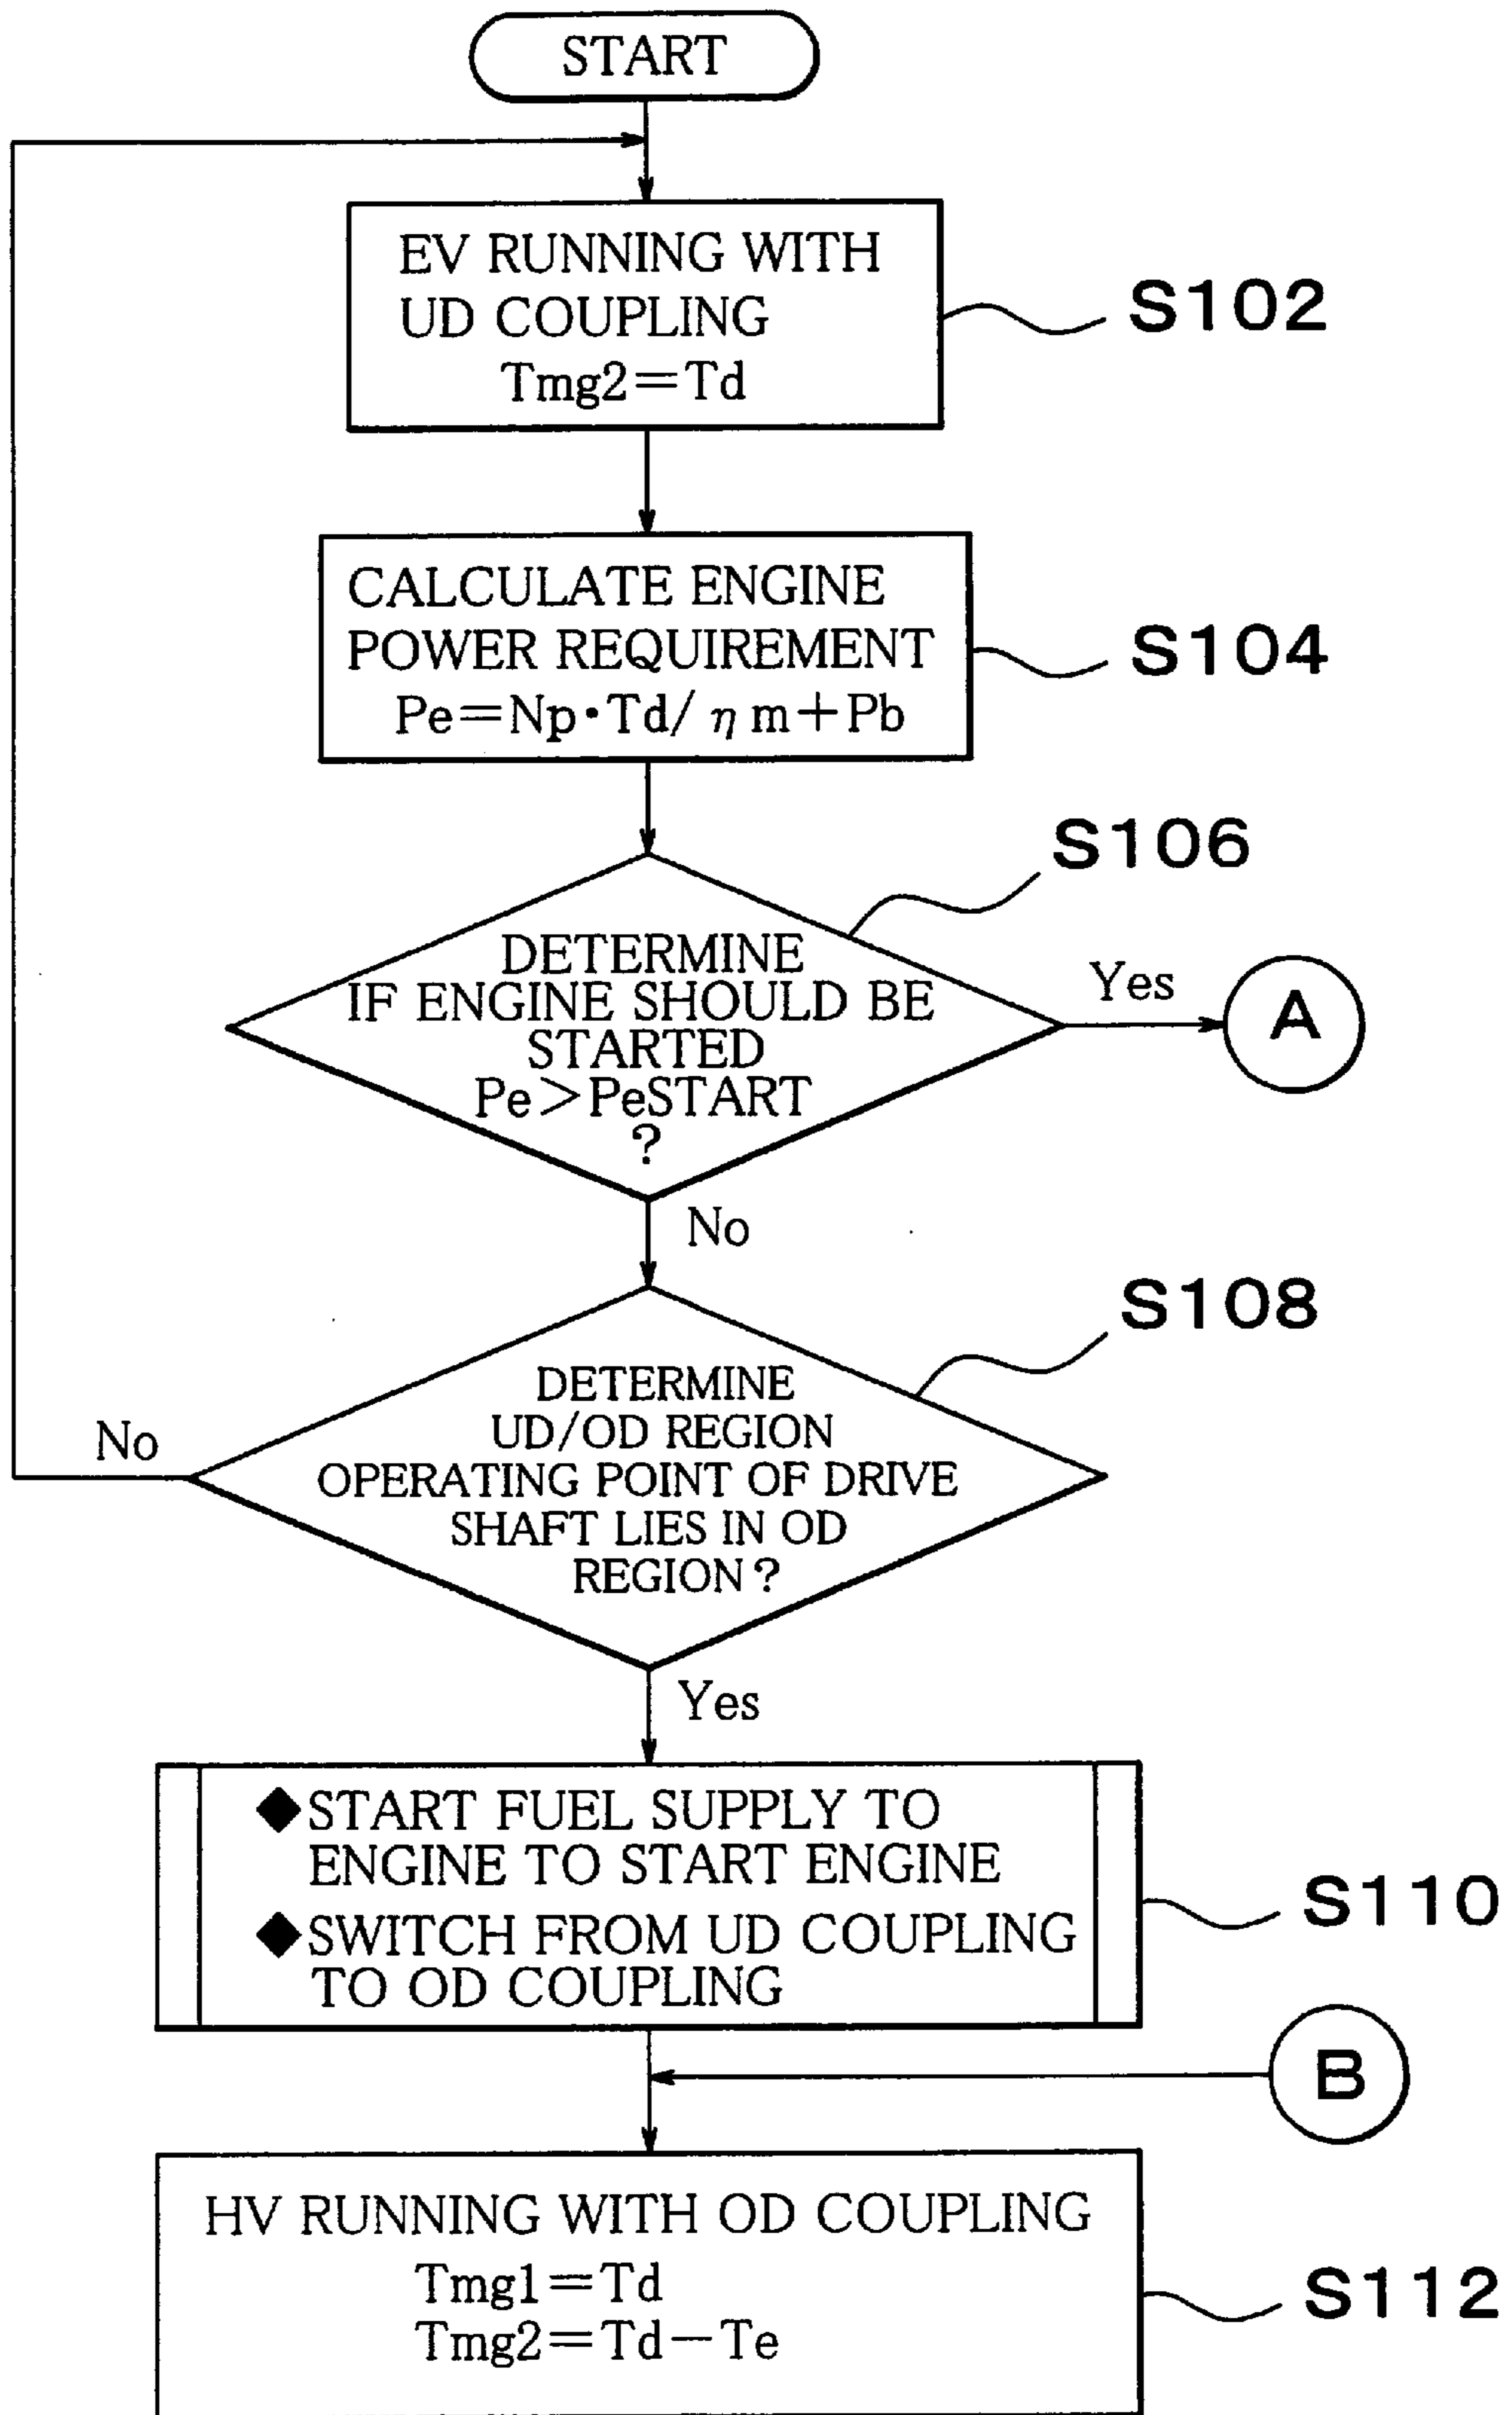 START
EV RUNNING WITH
UD COUPLING
Tmg2=Td
S102
CALCULATE ENGINE
POWER REQUIREMENT
Pe=Np·Td/ηm+Pb
S104
S106
DETERMINE
IF ENGINE SHOULD BE
STARTED
Pe>PeSTART
?
Yes
A
No
S108
DETERMINE
UD/OD REGION
OPERATING POINT OF DRIVE
SHAFT LIES IN OD
REGION?
No
Yes
◆START FUEL SUPPLY TO
ENGINE TO START ENGINE
◆SWITCH FROM UD COUPLING
TO OD COUPLING
S110
B
HV RUNNING WITH OD COUPLING
Tmg1=Td
Tmg2=Td-Te
S112